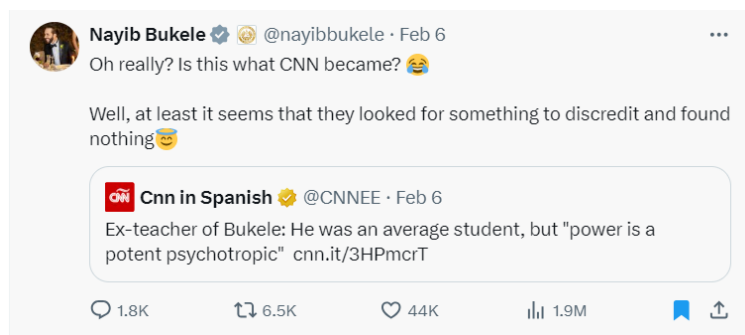 Nayib Bukele @nayibbukele · Feb 6
Oh really? Is this what CNN became? 😂
Well, at least it seems that they looked for something to discredit and found
nothing😇
CNN Cnn in Spanish @CNNEE · Feb 6
Ex-teacher of Bukele: He was an average student, but "power is a
potent psychotropic" cnn.it/3HPmcrT
1.8K 6.5K 44K 1.9M